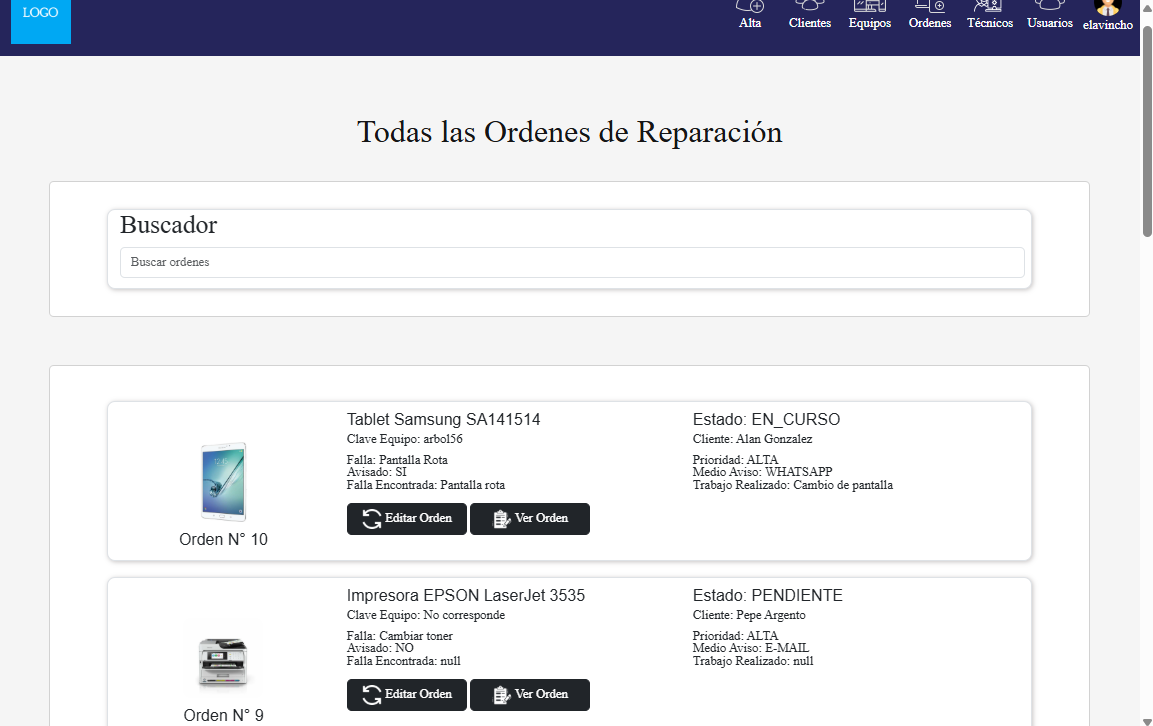 LOGO
Alta
Clientes
Equipos
Ordenes
Técnicos
Usuarios
elavincho
Todas las Ordenes de Reparación
Buscador
Buscar ordenes
Tablet Samsung SA141514
Clave Equipo: arbol56
Falla: Pantalla Rota
Avisado: SI
Falla Encontrada: Pantalla rota
Editar Orden
Ver Orden
Estado: EN_CURSO
Cliente: Alan Gonzalez
Prioridad: ALTA
Medio Aviso: WHATSAPP
Trabajo Realizado: Cambio de pantalla
Orden N° 10
Impresora EPSON LaserJet 3535
Clave Equipo: No corresponde
Falla: Cambiar toner
Avisado: NO
Falla Encontrada: null
Editar Orden
Ver Orden
Estado: PENDIENTE
Cliente: Pepe Argento
Prioridad: ALTA
Medio Aviso: E-MAIL
Trabajo Realizado: null
Orden N° 9